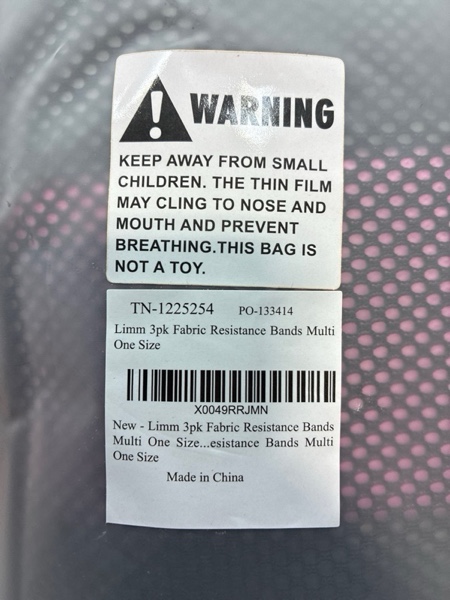 WARNING
KEEP AWAY FROM SMALL
CHILDREN. THE THIN FILM
MAY CLING TO NOSE AND
MOUTH AND PREVENT
BREATHING.THIS BAG IS
NOT A TOY.
TN-1225254 PO-133414
Limm 3pk Fabric Resistance Bands Multi
One Size
X0049RRJMN
New - Limm 3pk Fabric Resistance Bands
Multi One Size...esistance Bands Multi
One Size
Made in China